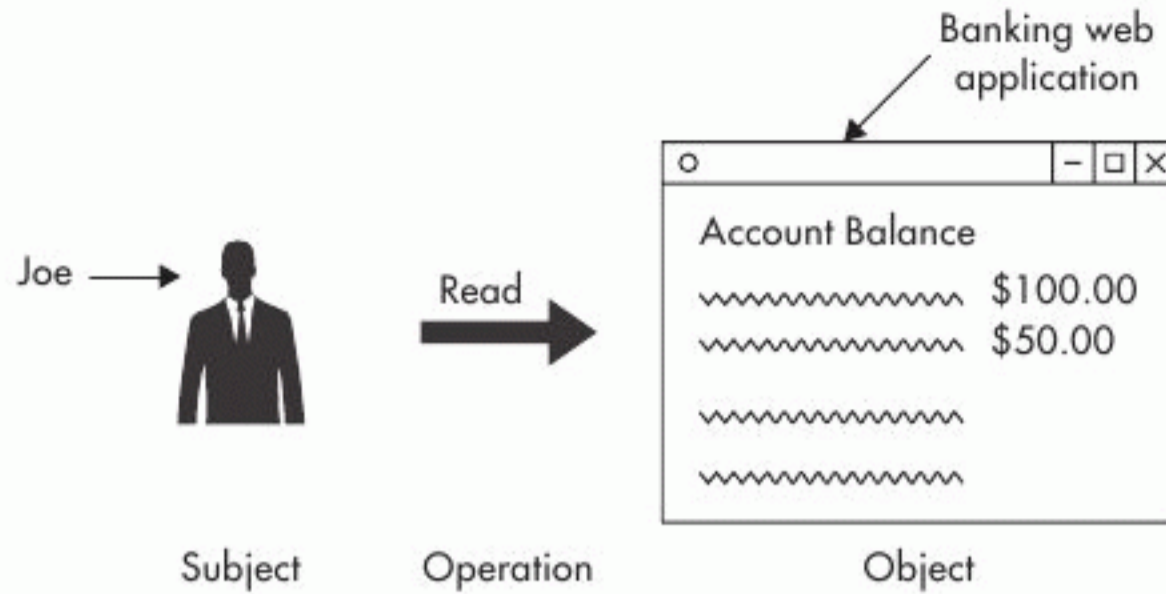 Banking web
application
Joe
Read
Account Balance
$100.00
$50.00
Subject
Operation
Object